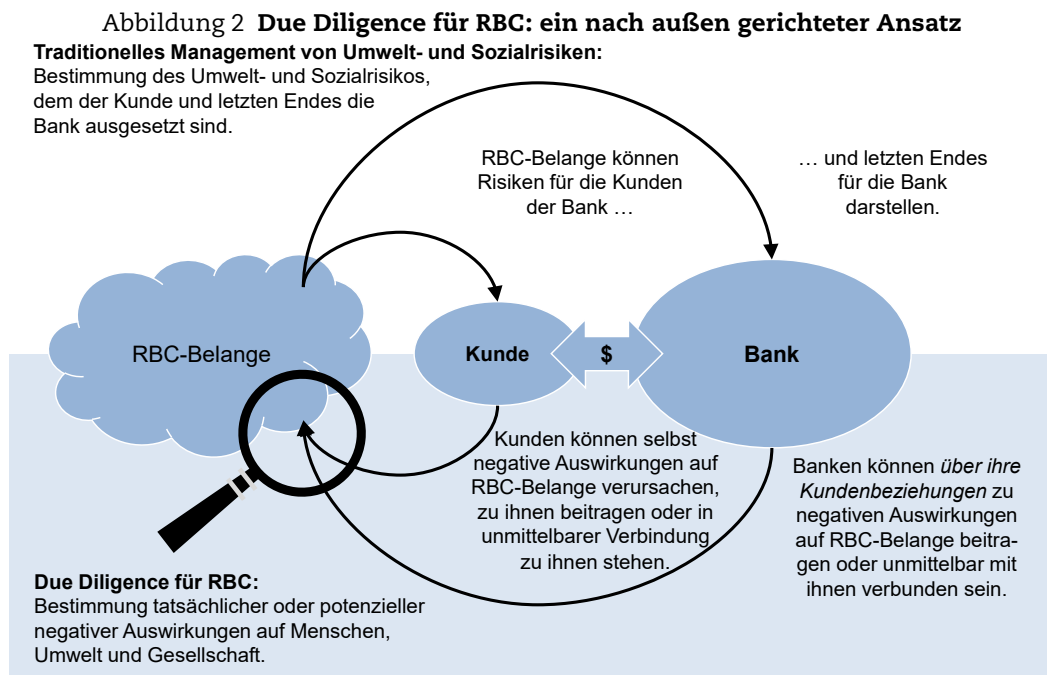 Abbildung 2 Due Diligence für RBC: ein nach außen gerichteter Ansatz
Traditionelles Management von Umwelt- und Sozialrisiken:
Bestimmung des Umwelt- und Sozialrisikos,
dem der Kunde und letzten Endes die
Bank ausgesetzt sind.
RBC-Belange können
Risiken für die Kunden
der Bank …
… und letzten Endes
für die Bank
darstellen.
RBC-Belange
Kunde
$
Bank
Kunden können selbst
negative Auswirkungen auf
RBC-Belange verursachen,
zu ihnen beitragen oder in
unmittelbarer Verbindung
zu ihnen stehen.
Banken können über ihre
Kundenbeziehungen zu
negativen Auswirkungen
auf RBC-Belange beitra-
gen oder unmittelbar mit
ihnen verbunden sein.
Due Diligence für RBC:
Bestimmung tatsächlicher oder potenzieller
negativer Auswirkungen auf Menschen,
Umwelt und Gesellschaft.